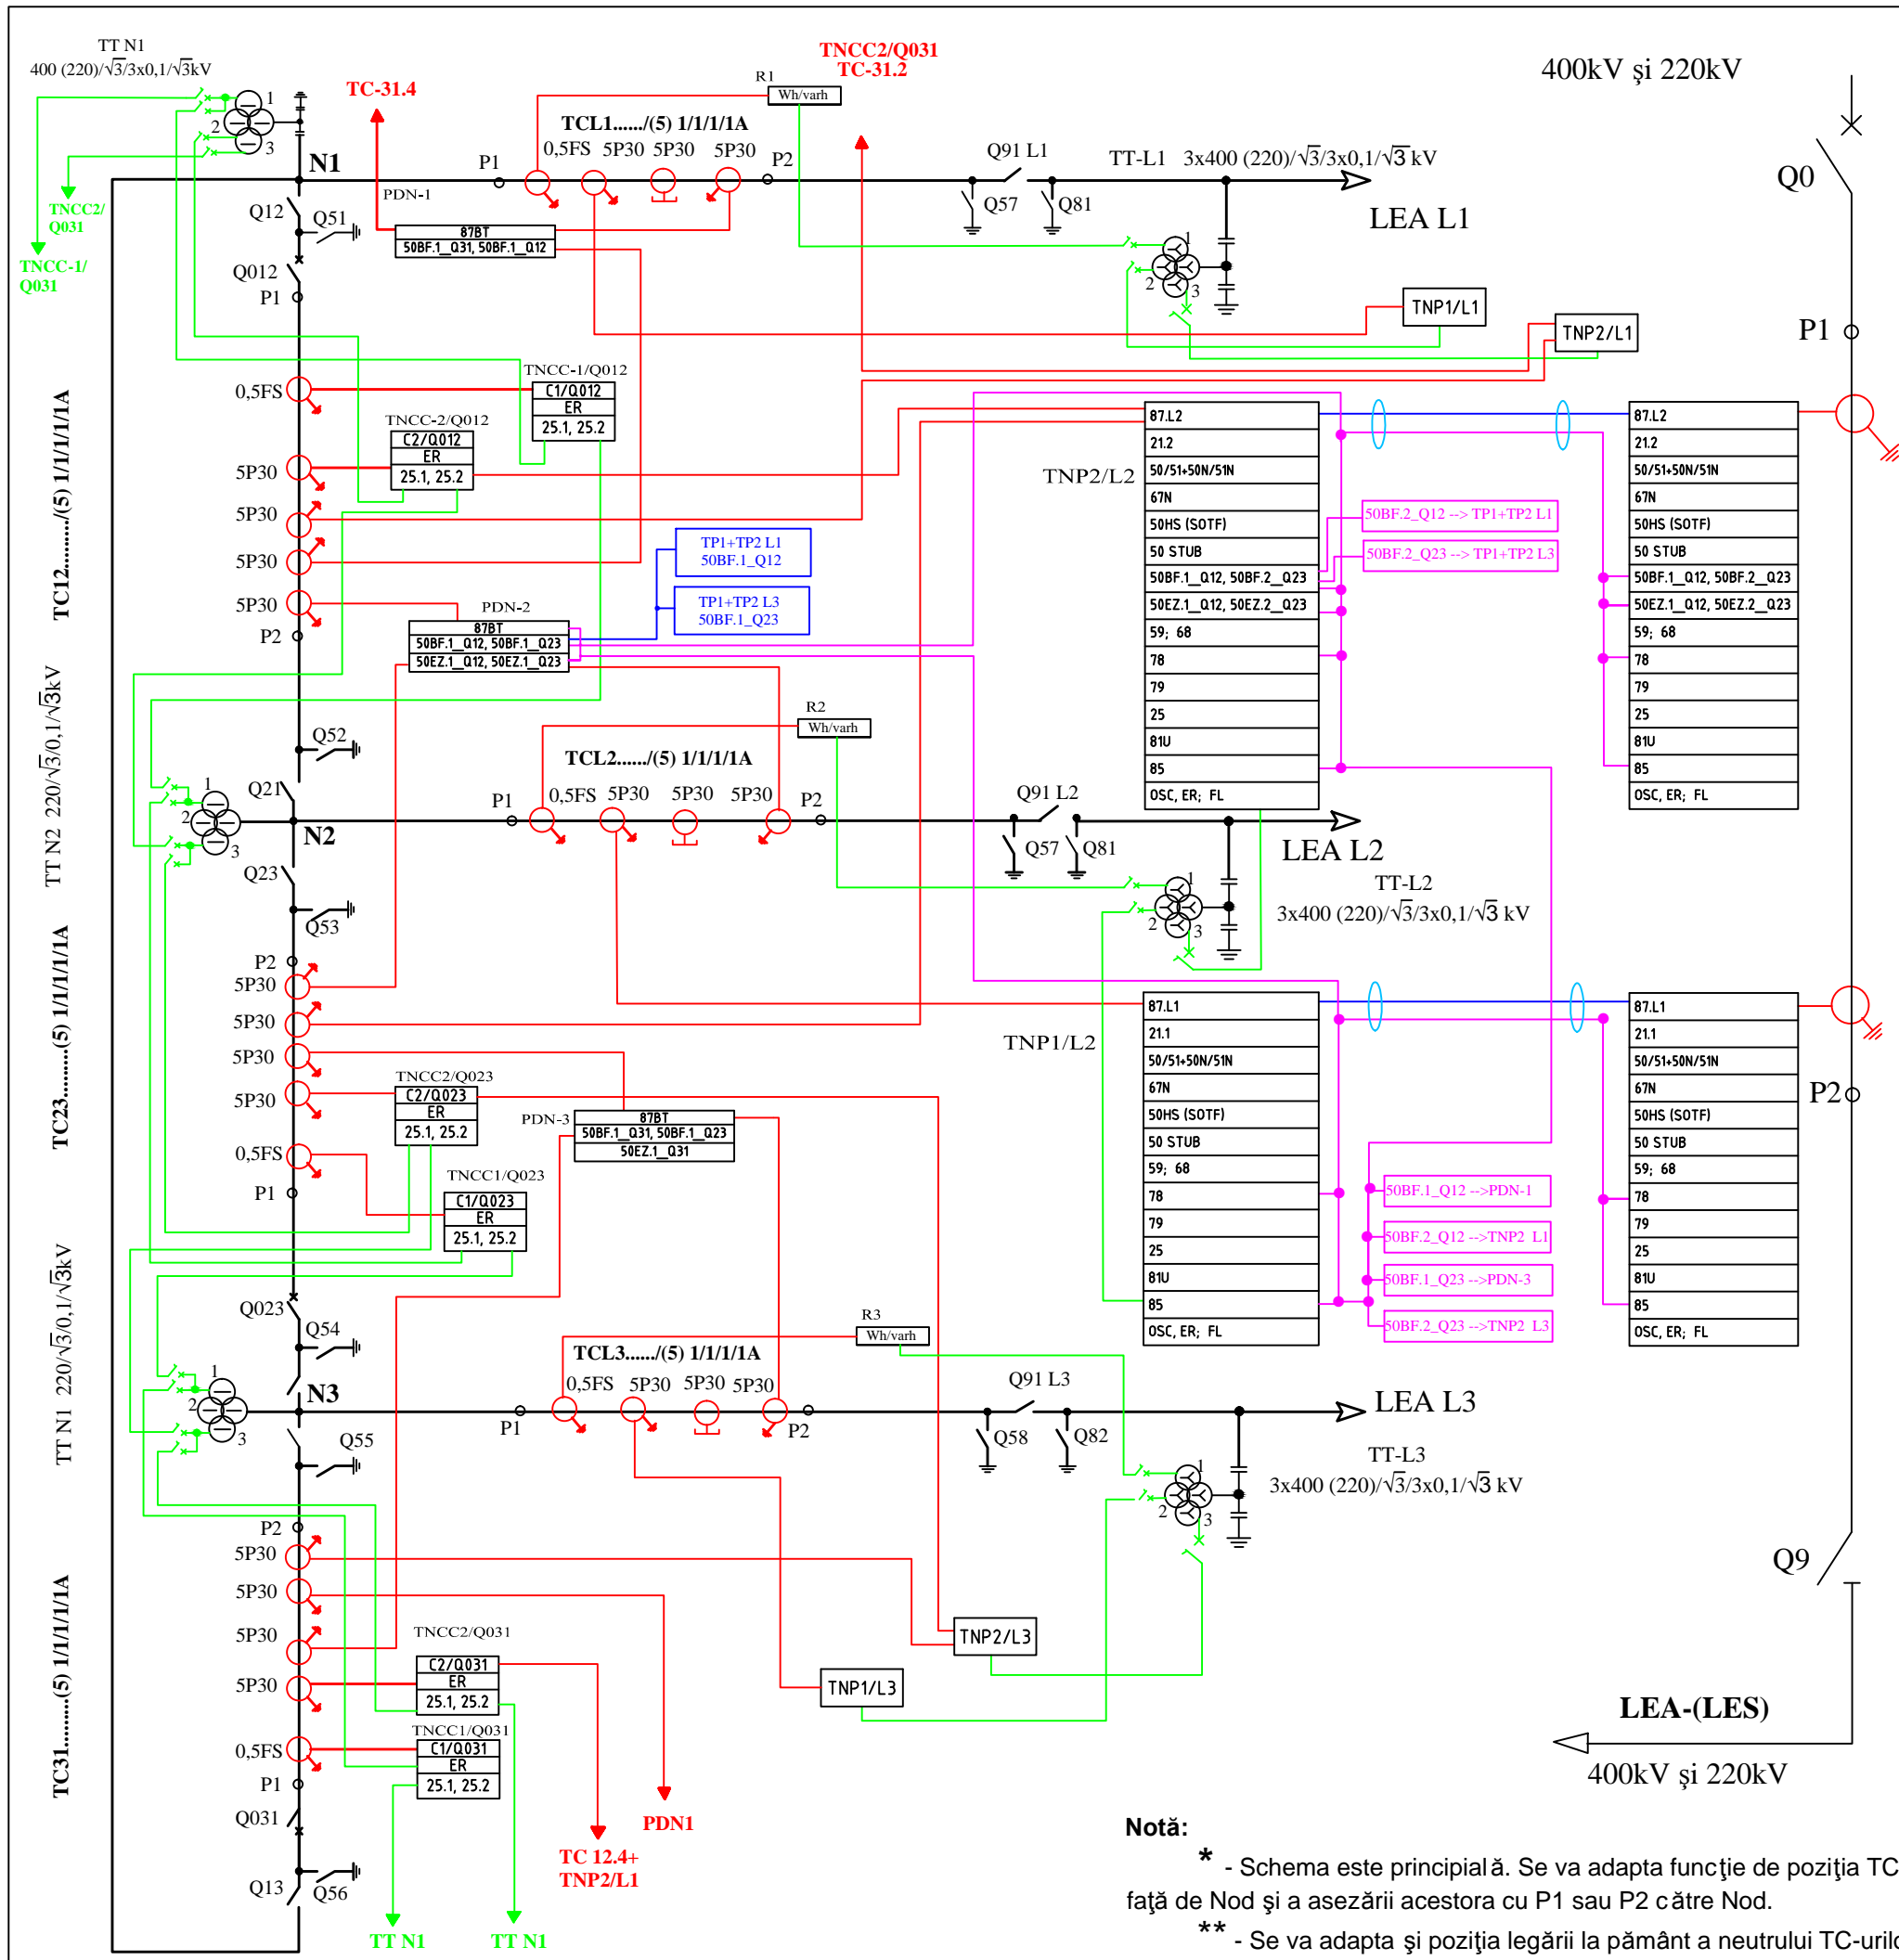 TT N1
400 (220)/√3/3x0,1/√3kV
TC-31.4
TNCC2/Q031
TC-31.2
400kV şi 220kV
R1
Wh/varh
TCL1....../(5) 1/1/1/1A
0,5FS 5P30 5P30 5P30
P1
P2
1
2
3
N1
PDN-1
87BT
50BF.1_Q31, 50BF.1_Q12
Q91 L1
TT-L1 3x400 (220)/√3/3x0,1/√3 kV
Q57
Q81
LEA L1
Q0
TNCC2/
Q031
TNCC-1/
Q031
Q12
Q51
Q012
P1
1
2
3
TNP1/L1
TNP2/L1
P1
TC12............/(5) 1/1/1/1/1A
0,5FS
5P30
5P30
5P30
5P30
P2
TNCC-1/Q012
C1/Q012
ER
25.1, 25.2
TNCC-2/Q012
C2/Q012
ER
25.1, 25.2
TP1+TP2 L1
50BF.1_Q12
TP1+TP2 L3
50BF.1_Q23
PDN-2
87BT
50BF.1_Q12, 50BF.1_Q23
50EZ.1_Q12, 50EZ.1_Q23
TNP2/L2
87.L2
21.2
50/51+50N/51N
67N
50HS (SOTF)
50 STUB
50BF.1_Q12, 50BF.2_Q23
50EZ.1_Q12, 50EZ.2_Q23
59; 68
78
79
25
81U
85
OSC, ER; FL
50BF.2_Q12 --> TP1+TP2 L1
50BF.2_Q23 --> TP1+TP2 L3
87.L2
21.2
50/51+50N/51N
67N
50HS (SOTF)
50 STUB
50BF.1_Q12, 50BF.2_Q23
50EZ.1_Q12, 50EZ.2_Q23
59; 68
78
79
25
81U
85
OSC, ER; FL
TT N2 220/√3/0,1/√3kV
Q52
Q21
1
2
3
N2
Q23
Q53
R2
Wh/varh
TCL2....../(5) 1/1/1/1A
P1
0,5FS 5P30 5P30 5P30
P2
Q91 L2
Q57
Q81
LEA L2
TT-L2
3x400 (220)/√3/3x0,1/√3 kV
1
2
3
TC23.........(5) 1/1/1/1/1A
P2
5P30
5P30
5P30
5P30
0,5FS
P1
TNCC2/Q023
C2/Q023
ER
25.1, 25.2
TNCC1/Q023
C1/Q023
ER
25.1, 25.2
PDN-3
87BT
50BF.1_Q31, 50BF.1_Q23
50EZ.1_Q31
TNP1/L2
87.L1
21.1
50/51+50N/51N
67N
50HS (SOTF)
50 STUB
59; 68
78
79
25
81U
85
OSC, ER; FL
50BF.1_Q12 -->PDN-1
50BF.2_Q12 -->TNP2 L1
50BF.1_Q23 -->PDN-3
50BF.2_Q23 -->TNP2 L3
87.L1
21.1
50/51+50N/51N
67N
50HS (SOTF)
50 STUB
59; 68
78
79
25
81U
85
OSC, ER; FL
P2
TT N1 220/√3/0,1/√3kV
Q023
Q54
1
2
3
N3
Q55
R3
Wh/varh
TCL3....../(5) 1/1/1/1A
0,5FS 5P30 5P30 5P30
P1
P2
Q91 L3
Q58
Q82
LEA L3
TT-L3
3x400 (220)/√3/3x0,1/√3 kV
1
2
3
Q9
TC31.......(5) 1/1/1/1/1A
P2
5P30
5P30
5P30
5P30
0,5FS
P1
TNCC2/Q031
C2/Q031
ER
25.1, 25.2
TNCC1/Q031
C1/Q031
ER
25.1, 25.2
TNP2/L3
TNP1/L3
LEA-(LES)
400kV şi 220kV
Q031
Q13
Q56
PDN1
TC 12.4+
TNP2/L1
TT N1
TT N1
Notă:
* - Schema este principială. Se va adapta funcţie de poziţia TC
faţă de Nod şi a asezării acestora cu P1 sau P2 către Nod.
** - Se va adapta şi poziţia legării la pământ a neutrului TC-urilo